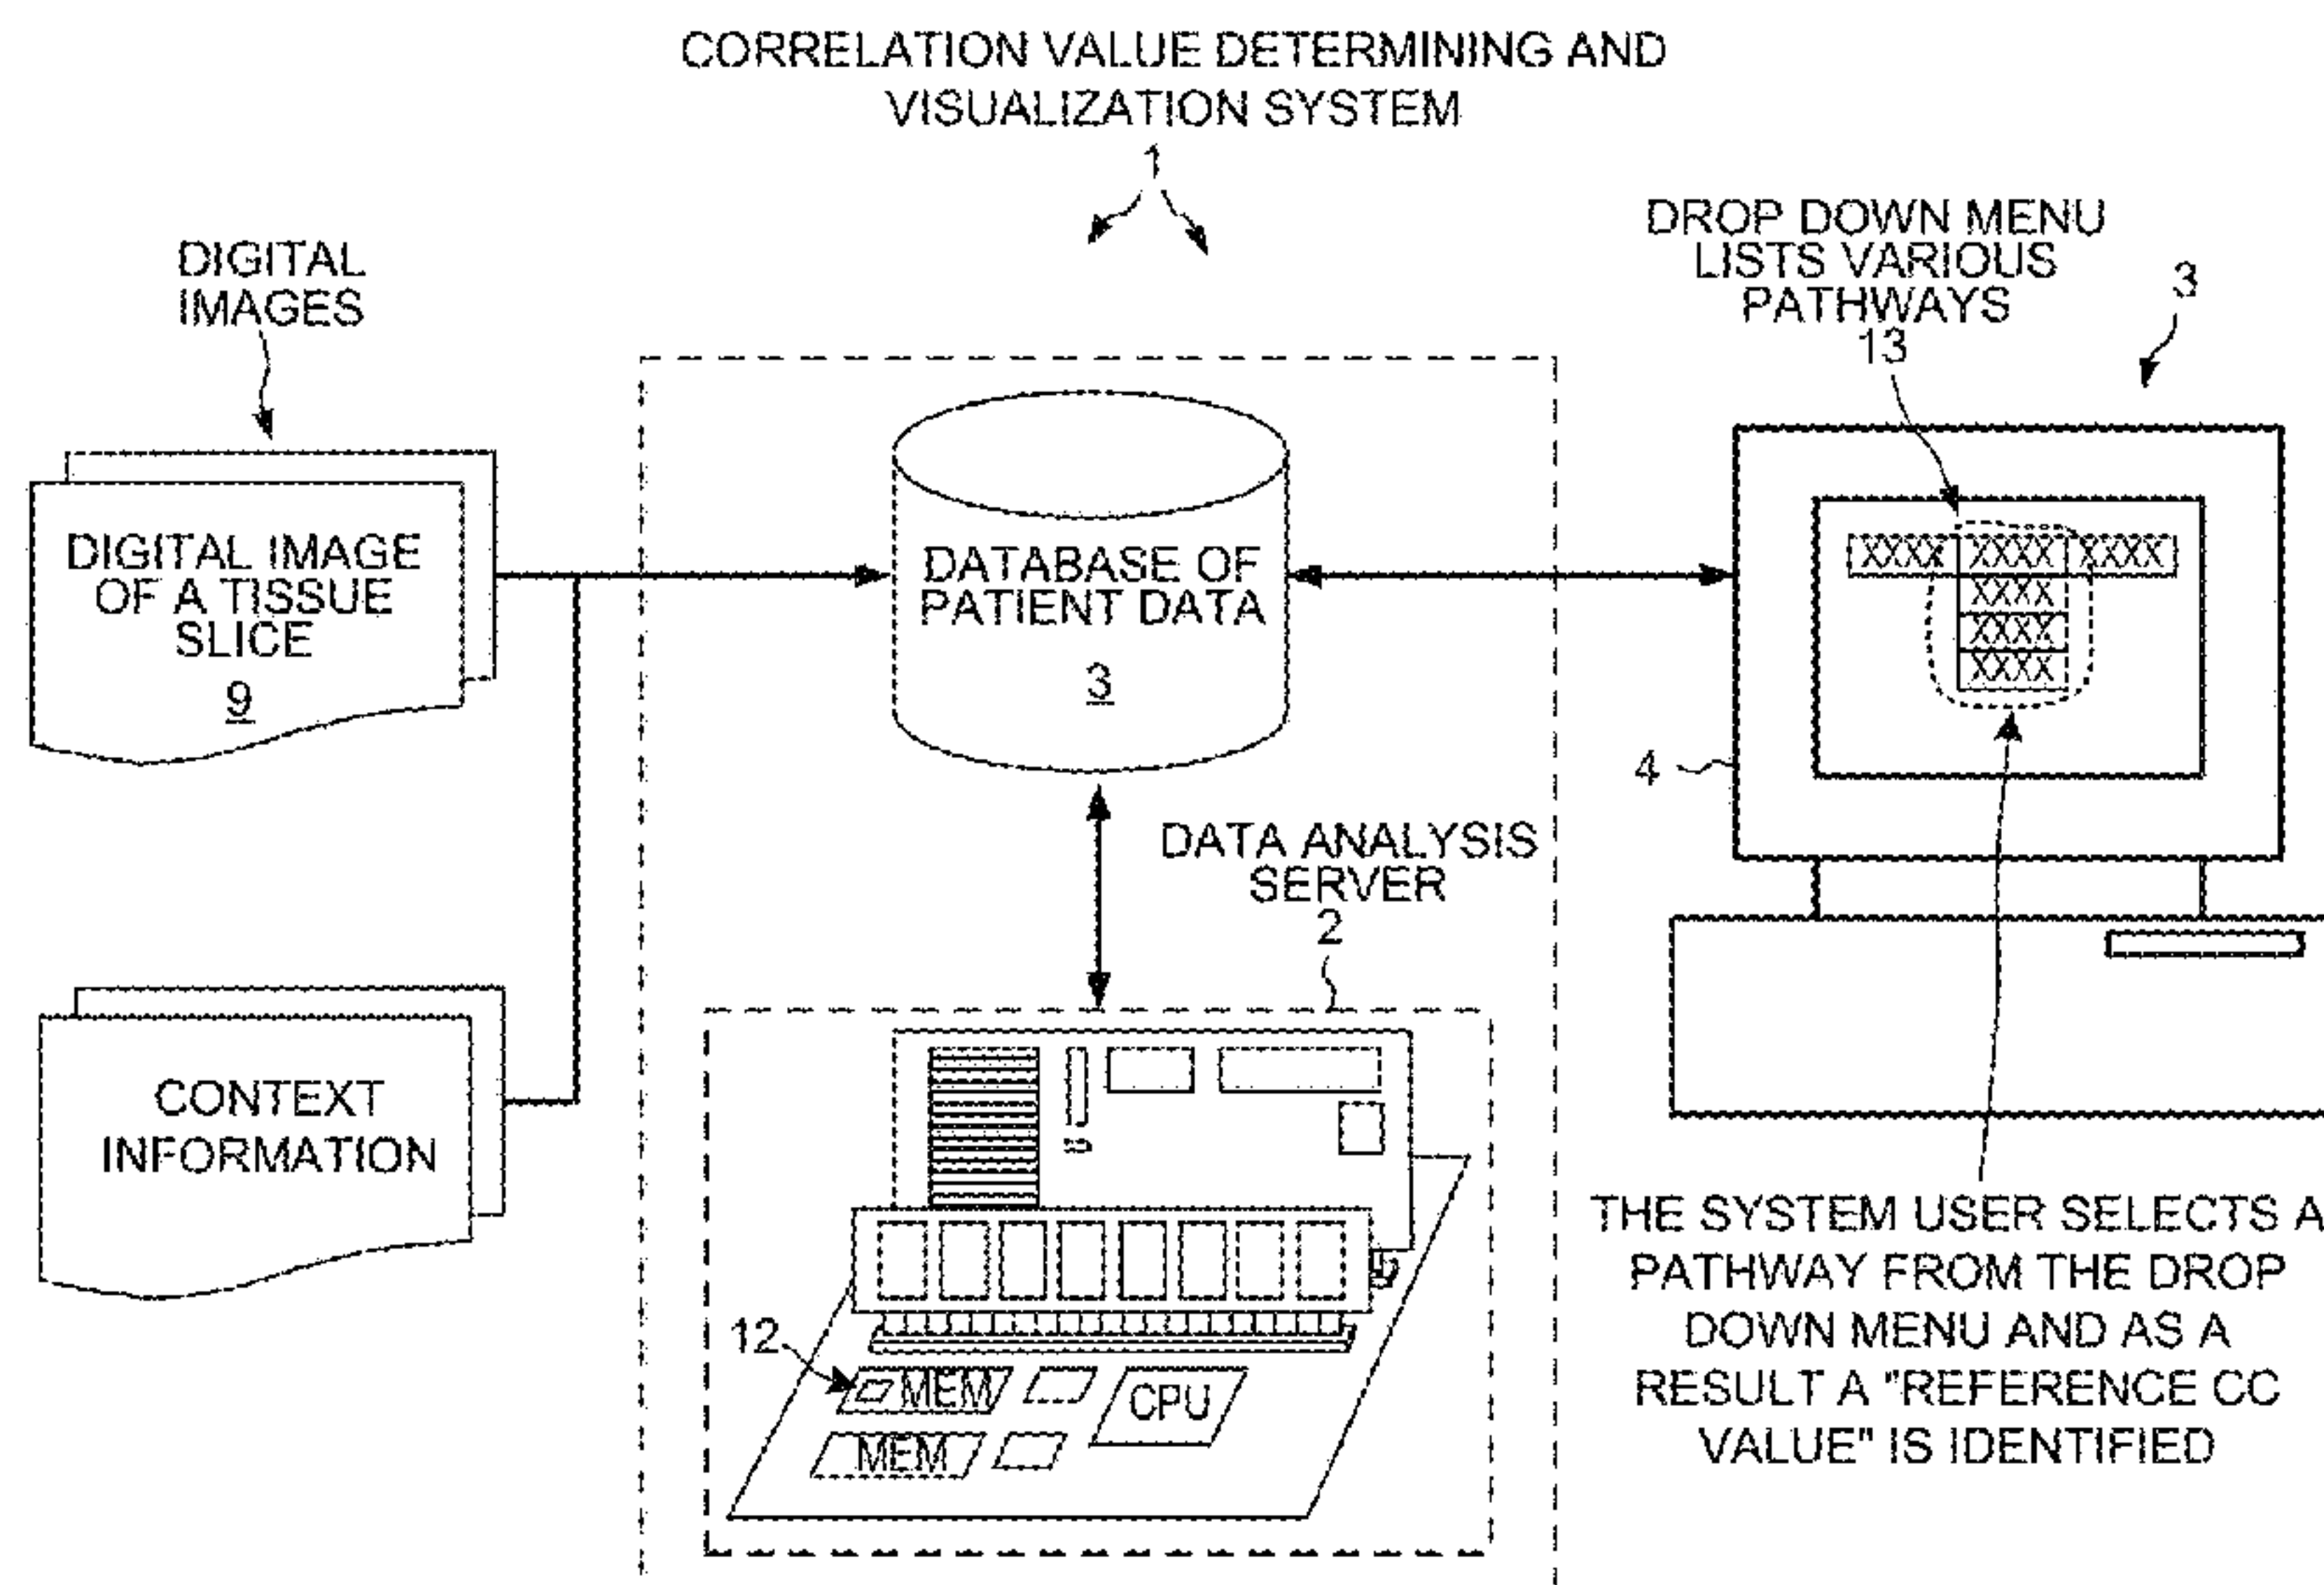 CORRELATION VALUE DETERMINING AND
VISUALIZATION SYSTEM
1
DIGITAL
IMAGES
DIGITAL IMAGE
OF A TISSUE
SLICE
9
CONTEXT
INFORMATION
DATABASE OF
PATIENT DATA
3
DATA ANALYSIS
SERVER
2
12
MEM
CPU
MEM
DROP DOWN MENU
LISTS VARIOUS
PATHWAYS
13
3
XXXX XXXX XXXX
XXXX
XXXX
XXXX
4
THE SYSTEM USER SELECTS A
PATHWAY FROM THE DROP
DOWN MENU AND AS A
RESULT A "REFERENCE CC
VALUE" IS IDENTIFIED